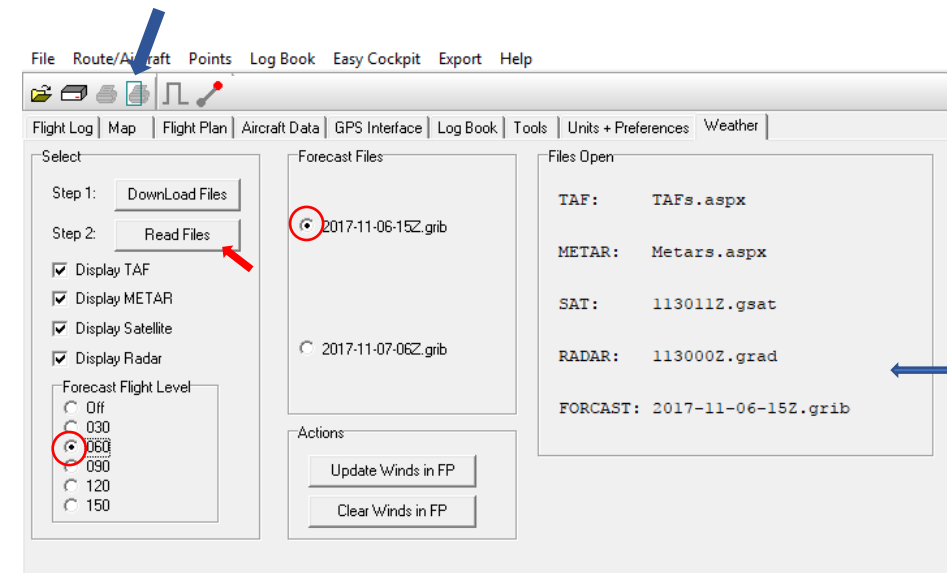 File Route/Aircraft Points Log Book Easy Cockpit Export Help
Flight Log Map Flight Plan Aircraft Data GPS Interface Log Book Tools Units + Preferences Weather
Select
Step 1: DownLoad Files
Step 2: Read Files
Display TAF
Display METAR
Display Satellite
Display Radar
Forecast Flight Level
Off
030
060
090
120
150
Forecast Files
2017-11-06-15Z.grib
2017-11-07-06Z.grib
Actions
Update Winds in FP
Clear Winds in FP
Files Open
TAF: TAFs.aspx
METAR: Metars.aspx
SAT: 113011Z.gsat
RADAR: 113000Z.grad
FORCAST: 2017-11-06-15Z.grib